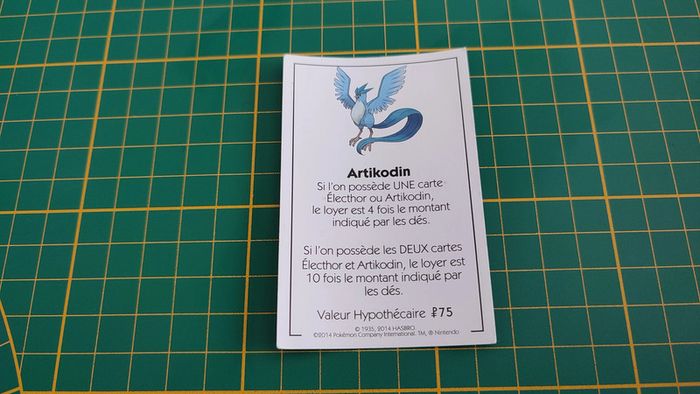 Artikodin
Si l'on possède UNE carte
Électhor ou Artikodin,
le loyer est 4 fois le montant
indiqué par les dés.
Si l'on possède les DEUX cartes
Électhor et Artikodin, le loyer est
10 fois le montant indiqué par
les dés.
Valeur Hypothécaire ₽75
© 1935, 2014 HASBRO.
©2014 Pokémon Company International. TM, ® Nintendo